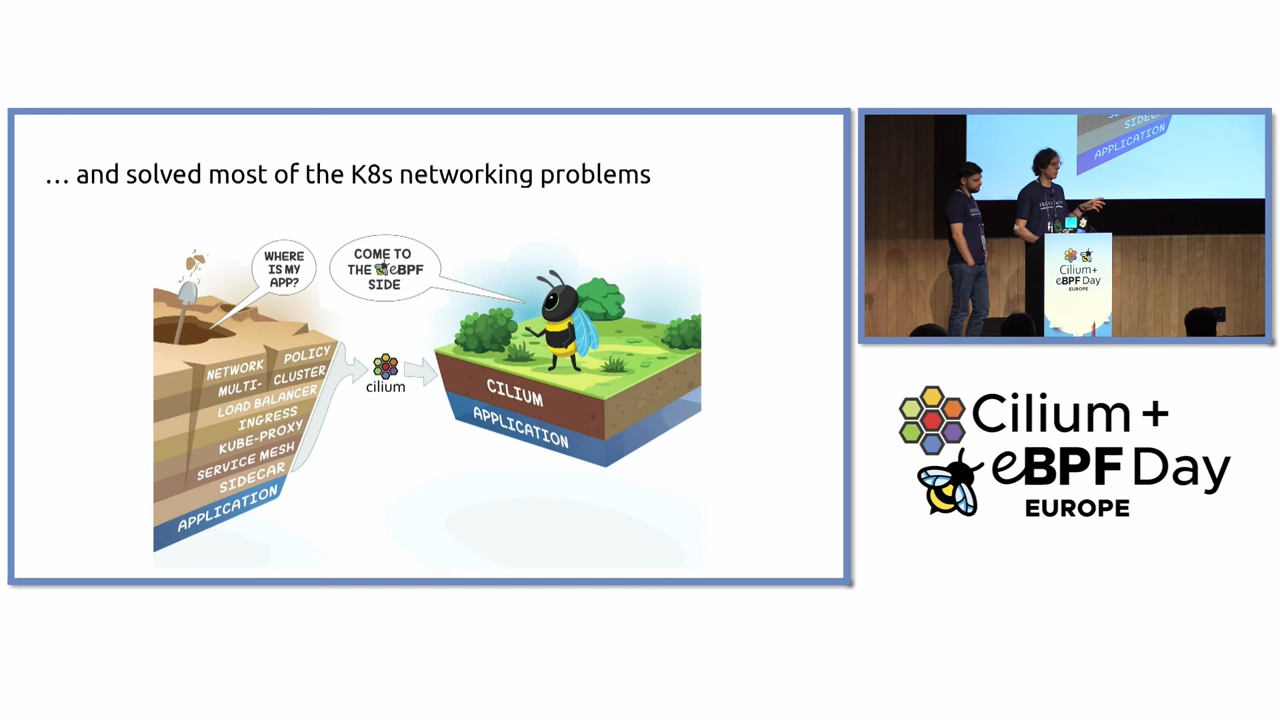 … and solved most of the K8s networking problems
WHERE
IS MY
APP?
COME TO
THE eBPF
SIDE
NETWORK POLICY
MULTI- CLUSTER
LOAD BALANCER
INGRESS
KUBE-PROXY
SERVICE MESH
SIDECAR
APPLICATION
cilium
CILIUM
APPLICATION
SIDECAR
APPLICATION
Cilium+
eBPF Day
EUROPE
Cilium +
eBPF Day
EUROPE